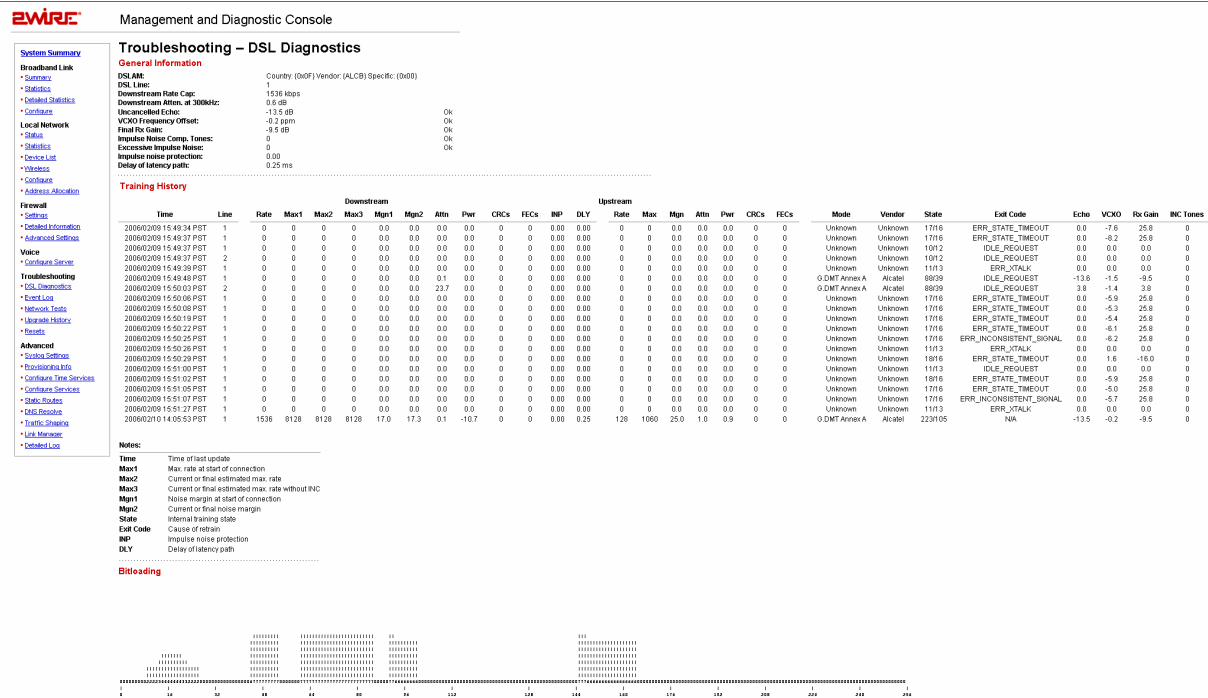 2WIRE
Management and Diagnostic Console
System Summary
Broadband Link
Summary
Statistics
Detailed Statistics
Configure
Local Network
Status
Statistics
Device List
Wireless
Configure
Address Allocation
Firewall
Settings
Detailed Information
Advanced Settings
Voice
Configure Server
Troubleshooting
DSL Diagnostics
Event Log
Network Tests
Upgrade History
Resets
Advanced
Syslog Settings
Provisioning Info
Configure Time Services
Configure Services
Static Routes
DNS Resolve
Traffic Shaping
Link Manager
Detailed Log
Troubleshooting – DSL Diagnostics
General Information
DSLAM: Country: (0x0F) Vendor: (ALCB) Specific: (0x00)
DSL Line: 1
Downstream Rate Cap: 1536 kbps
Downstream Atten. at 300kHz: 0.6 dB
Uncancelled Echo: -13.5 dB Ok
VCXO Frequency Offset: -0.2 ppm Ok
Final Rx Gain: -9.5 dB Ok
Impulse Noise Comp. Tones: 0 Ok
Excessive Impulse Noise: 0 Ok
Impulse noise protection: 0.00
Delay of latency path: 0.25 ms
Training History
Downstream Upstream
Time Line Rate Max1 Max2 Max3 Mgn1 Mgn2 Attn Pwr CRCs FECs INP DLY Rate Max Mgn Attn Pwr CRCs FECs Mode Vendor State Exit Code Echo VCXO Rx Gain INC Tones
2006/02/09 15:49:34 PST 1 0 0 0 0 0.0 0.0 0.0 0.0 0 0 0.00 0.00 0 0 0.0 0.0 0.0 0 0 Unknown Unknown 17/16 ERR_STATE_TIMEOUT 0.0 -7.6 25.8 0
2006/02/09 15:49:37 PST 1 0 0 0 0 0.0 0.0 0.0 0.0 0 0 0.00 0.00 0 0 0.0 0.0 0.0 0 0 Unknown Unknown 17/16 ERR_STATE_TIMEOUT 0.0 -8.2 25.8 0
2006/02/09 15:49:37 PST 1 0 0 0 0 0.0 0.0 0.0 0.0 0 0 0.00 0.00 0 0 0.0 0.0 0.0 0 0 Unknown Unknown 10/12 IDLE_REQUEST 0.0 0.0 0.0 0
2006/02/09 15:49:37 PST 2 0 0 0 0 0.0 0.0 0.0 0.0 0 0 0.00 0.00 0 0 0.0 0.0 0.0 0 0 Unknown Unknown 10/12 IDLE_REQUEST 0.0 0.0 0.0 0
2006/02/09 15:49:39 PST 1 0 0 0 0 0.0 0.0 0.0 0.0 0 0 0.00 0.00 0 0 0.0 0.0 0.0 0 0 Unknown Unknown 11/13 ERR_XTALK 0.0 0.0 0.0 0
2006/02/09 15:49:48 PST 1 0 0 0 0 0.0 0.0 0.1 0.0 0 0 0.00 0.00 0 0 0.0 0.0 0.0 0 0 G.DMT Annex A Alcatel 88/39 IDLE_REQUEST -13.6 -1.5 -9.5 0
2006/02/09 15:50:03 PST 2 0 0 0 0 0.0 0.0 23.7 0.0 0 0 0.00 0.00 0 0 0.0 0.0 0.0 0 0 G.DMT Annex A Alcatel 88/39 IDLE_REQUEST 3.8 -1.4 3.8 0
2006/02/09 15:50:06 PST 1 0 0 0 0 0.0 0.0 0.0 0.0 0 0 0.00 0.00 0 0 0.0 0.0 0.0 0 0 Unknown Unknown 17/16 ERR_STATE_TIMEOUT 0.0 -5.9 25.8 0
2006/02/09 15:50:08 PST 1 0 0 0 0 0.0 0.0 0.0 0.0 0 0 0.00 0.00 0 0 0.0 0.0 0.0 0 0 Unknown Unknown 17/16 ERR_STATE_TIMEOUT 0.0 -5.3 25.8 0
2006/02/09 15:50:19 PST 1 0 0 0 0 0.0 0.0 0.0 0.0 0 0 0.00 0.00 0 0 0.0 0.0 0.0 0 0 Unknown Unknown 17/16 ERR_STATE_TIMEOUT 0.0 -5.4 25.8 0
2006/02/09 15:50:22 PST 1 0 0 0 0 0.0 0.0 0.0 0.0 0 0 0.00 0.00 0 0 0.0 0.0 0.0 0 0 Unknown Unknown 17/16 ERR_STATE_TIMEOUT 0.0 -6.1 25.8 0
2006/02/09 15:50:25 PST 1 0 0 0 0 0.0 0.0 0.0 0.0 0 0 0.00 0.00 0 0 0.0 0.0 0.0 0 0 Unknown Unknown 17/16 ERR_INCONSISTENT_SIGNAL 0.0 -6.2 25.8 0
2006/02/09 15:50:26 PST 1 0 0 0 0 0.0 0.0 0.0 0.0 0 0 0.00 0.00 0 0 0.0 0.0 0.0 0 0 Unknown Unknown 11/13 ERR_XTALK 0.0 0.0 0.0 0
2006/02/09 15:50:29 PST 1 0 0 0 0 0.0 0.0 0.0 0.0 0 0 0.00 0.00 0 0 0.0 0.0 0.0 0 0 Unknown Unknown 18/16 ERR_STATE_TIMEOUT 0.0 1.6 -16.0 0
2006/02/09 15:51:00 PST 1 0 0 0 0 0.0 0.0 0.0 0.0 0 0 0.00 0.00 0 0 0.0 0.0 0.0 0 0 Unknown Unknown 11/13 IDLE_REQUEST 0.0 0.0 0.0 0
2006/02/09 15:51:02 PST 1 0 0 0 0 0.0 0.0 0.0 0.0 0 0 0.00 0.00 0 0 0.0 0.0 0.0 0 0 Unknown Unknown 18/16 ERR_STATE_TIMEOUT 0.0 -5.9 25.8 0
2006/02/09 15:51:05 PST 1 0 0 0 0 0.0 0.0 0.0 0.0 0 0 0.00 0.00 0 0 0.0 0.0 0.0 0 0 Unknown Unknown 17/16 ERR_STATE_TIMEOUT 0.0 -5.0 25.8 0
2006/02/09 15:51:07 PST 1 0 0 0 0 0.0 0.0 0.0 0.0 0 0 0.00 0.00 0 0 0.0 0.0 0.0 0 0 Unknown Unknown 17/16 ERR_INCONSISTENT_SIGNAL 0.0 -5.7 25.8 0
2006/02/09 15:51:27 PST 1 0 0 0 0 0.0 0.0 0.0 0.0 0 0 0.00 0.00 0 0 0.0 0.0 0.0 0 0 Unknown Unknown 11/13 ERR_XTALK 0.0 0.0 0.0 0
2006/02/10 14:05:53 PST 1 1536 8128 8128 8128 17.0 17.3 0.1 -10.7 0 0 0.00 0.25 128 1060 25.0 1.0 0.9 0 0 G.DMT Annex A Alcatel 223/105 N/A -13.5 -0.2 -9.5 0
Notes:
Time Time of last update
Max1 Max. rate at start of connection
Max2 Current or final estimated max. rate
Max3 Current or final estimated max. rate without INC
Mgn1 Noise margin at start of connection
Mgn2 Current or final noise margin
State Internal training state
Exit Code Cause of retrain
INP Impulse noise protection
DLY Delay of latency path
Bitloading
0 16 32 48 64 80 96 112 128 144 160 176 192 208 224 240